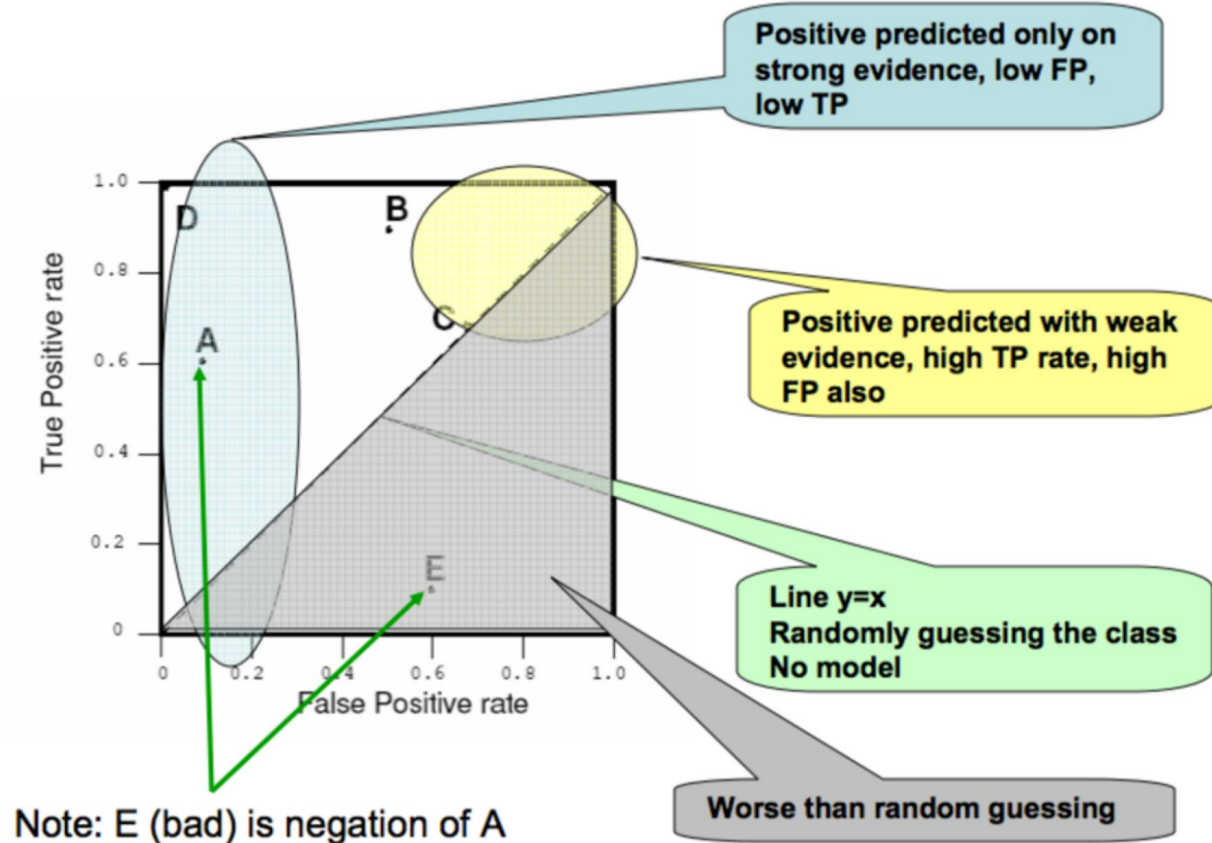 Positive predicted only on
strong evidence, low FP,
low TP
1.0
D
B
0.8
C
A
0.6
True Positive rate
0.4
0.2
E
0
0
0.2
0.4
0.6
0.8
1.0
False Positive rate
Positive predicted with weak
evidence, high TP rate, high
FP also
Line y=x
Randomly guessing the class
No model
Worse than random guessing
Note: E (bad) is negation of A